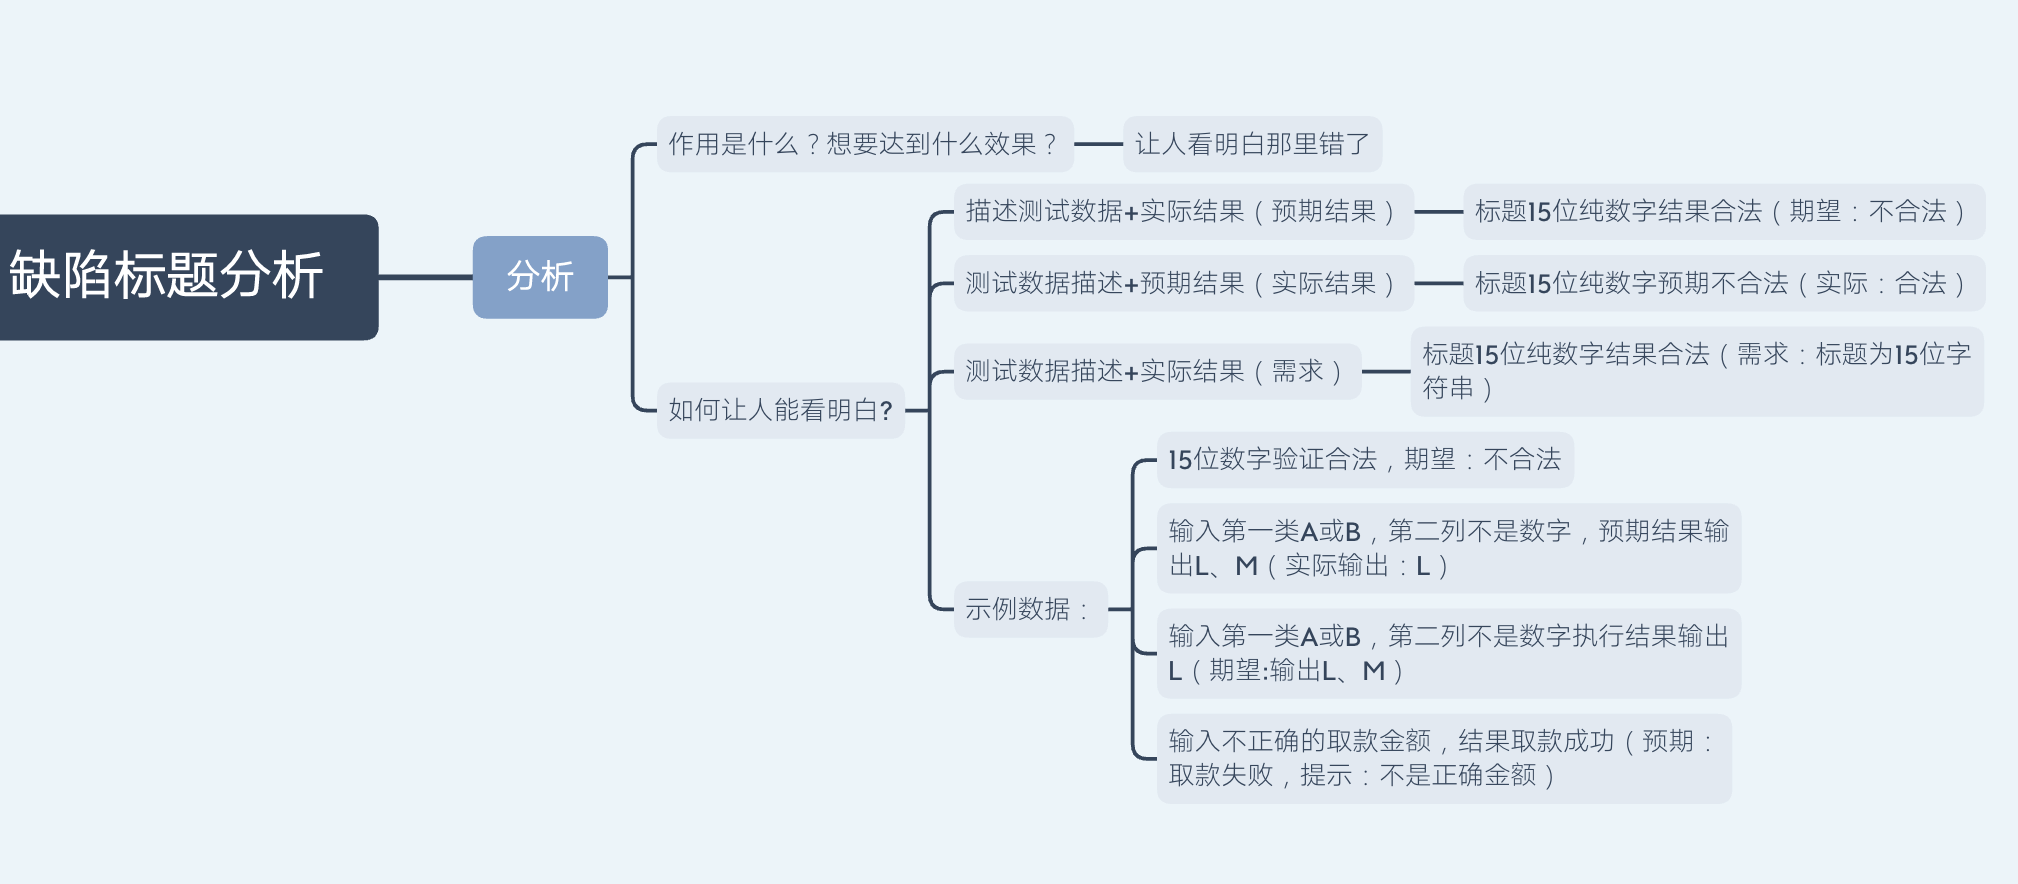 缺陷标题分析
分析
作用是什么？想要达到什么效果？
让人看明白那里错了
如何让人能看明白?
描述测试数据+实际结果（预期结果）
标题15位纯数字结果合法（期望：不合法）
测试数据描述+预期结果（实际结果）
标题15位纯数字预期不合法（实际：合法）
测试数据描述+实际结果（需求）
标题15位纯数字结果合法（需求：标题为15位字
符串）
示例数据：
15位数字验证合法，期望：不合法
输入第一类A或B，第二列不是数字，预期结果输
出L、M（实际输出：L）
输入第一类A或B，第二列不是数字执行结果输出
L（期望:输出L、M）
输入不正确的取款金额，结果取款成功（预期：
取款失败，提示：不是正确金额）